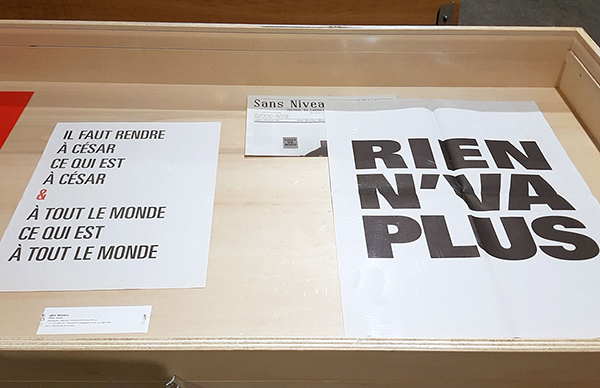 IL FAUT RENDRE
À CÉSAR
CE QUI EST
À CÉSAR
&
À TOUT LE MONDE
CE QUI EST
À TOUT LE MONDE
Sans Nivea
RIEN
N'VA
PLUS